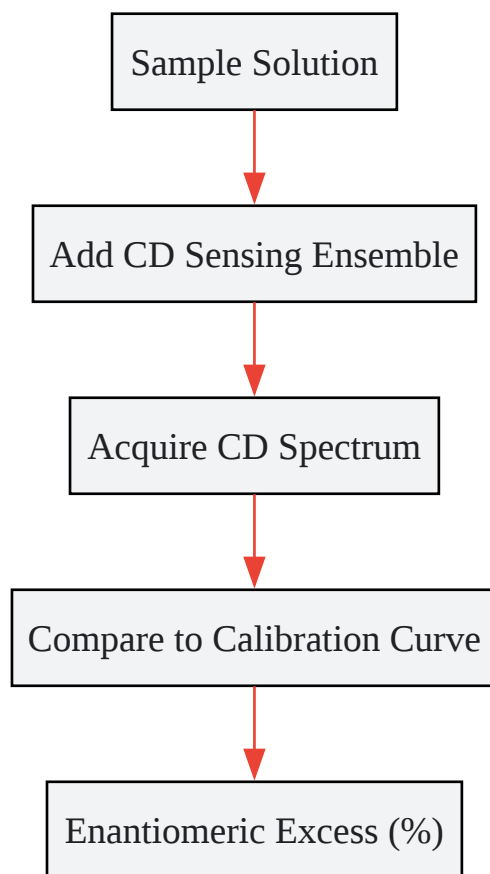 Sample Solution
Add CD Sensing Ensemble
Acquire CD Spectrum
Compare to Calibration Curve
Enantiomeric Excess (%)